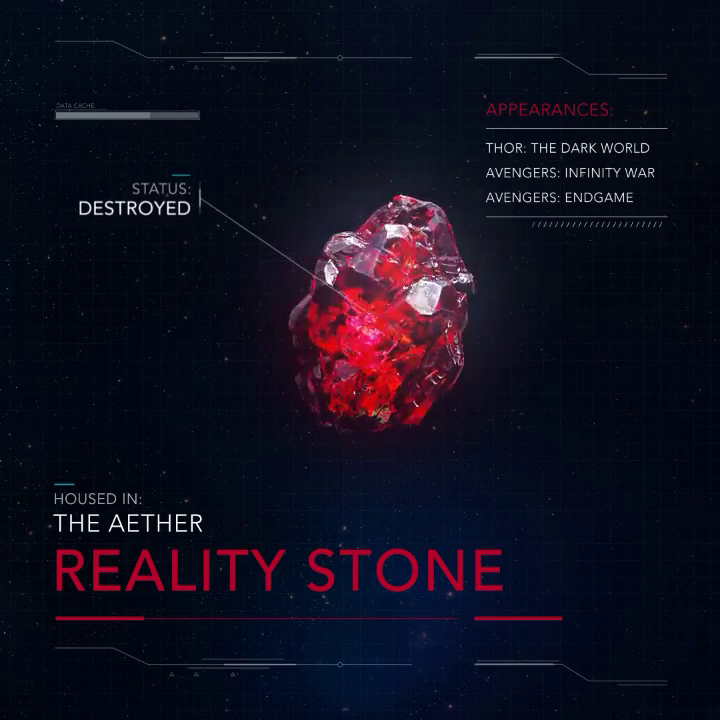 DATA CACHE:
APPEARANCES:
THOR: THE DARK WORLD
AVENGERS: INFINITY WAR
AVENGERS: ENDGAME
STATUS:
DESTROYED
HOUSED IN:
THE AETHER
REALITY STONE